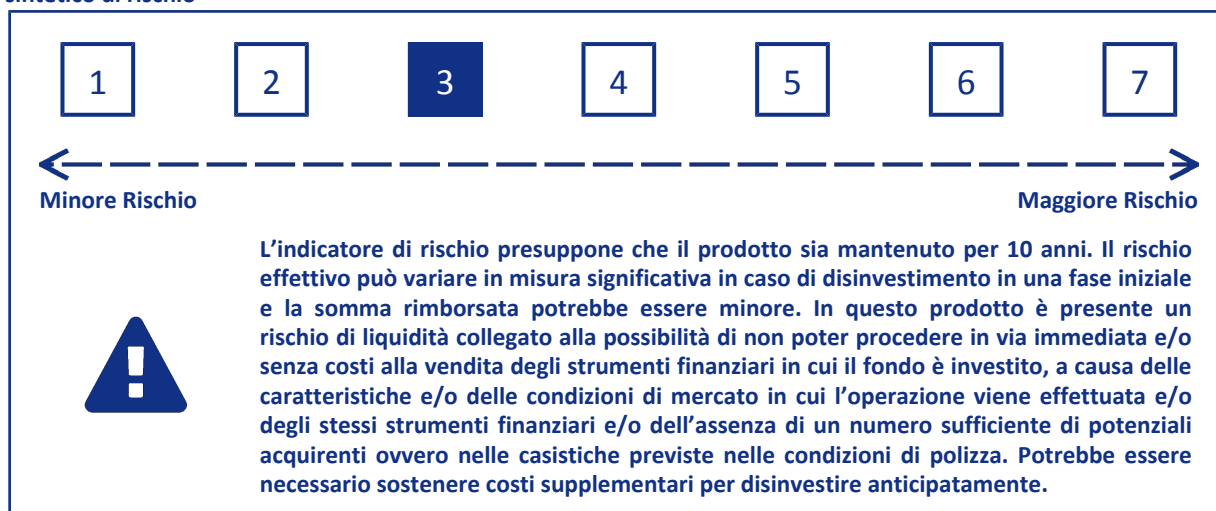 sintetico di rischio
1 2 3 4 5 6 7
Minore Rischio Maggiore Rischio
L’indicatore di rischio presuppone che il prodotto sia mantenuto per 10 anni. Il rischio
effettivo può variare in misura significativa in caso di disinvestimento in una fase iniziale
e la somma rimborsata potrebbe essere minore. In questo prodotto è presente un
rischio di liquidità collegato alla possibilità di non poter procedere in via immediata e/o
senza costi alla vendita degli strumenti finanziari in cui il fondo è investito, a causa delle
caratteristiche e/o delle condizioni di mercato in cui l’operazione viene effettuata e/o
degli stessi strumenti finanziari e/o dell’assenza di un numero sufficiente di potenziali
acquirenti ovvero nelle casistiche previste nelle condizioni di polizza. Potrebbe essere
necessario sostenere costi supplementari per disinvestire anticipatamente.